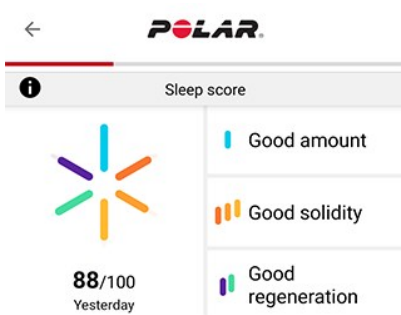 POLAR.
Sleep score
Good amount
Good solidity
88/100
Yesterday
Good
regeneration